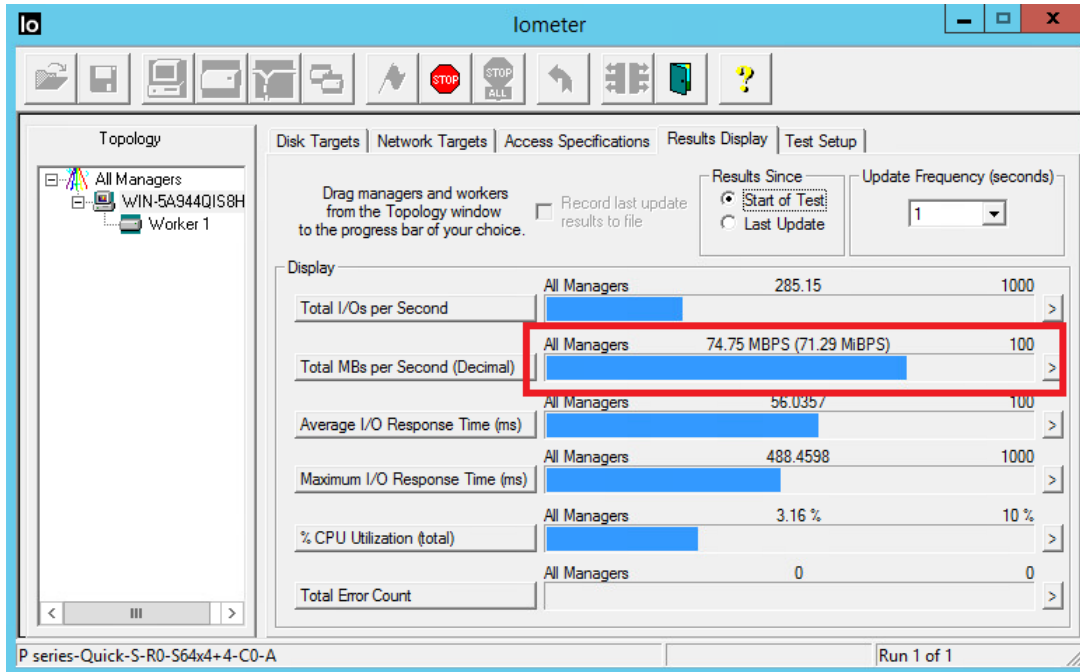 Io
Iometer
STOP
STOP
ALL
?
Topology
All Managers
WIN-5A944QIS8H
Worker 1
Disk Targets
Network Targets
Access Specifications
Results Display
Test Setup
Drag managers and workers
from the Topology window
to the progress bar of your choice.
Record last update
results to file
Results Since
Start of Test
Last Update
Update Frequency (seconds)
1
Display
All Managers 285.15 1000
Total I/Os per Second >
All Managers 74.75 MBPS (71.29 MiBPS) 100
Total MBs per Second (Decimal) >
All Managers 56.0357 100
Average I/O Response Time (ms) >
All Managers 488.4598 1000
Maximum I/O Response Time (ms) >
All Managers 3.16 % 10 %
% CPU Utilization (total) >
All Managers 0 0
Total Error Count >
P series-Quick-S-R0-S64x4+4-C0-A
Run 1 of 1